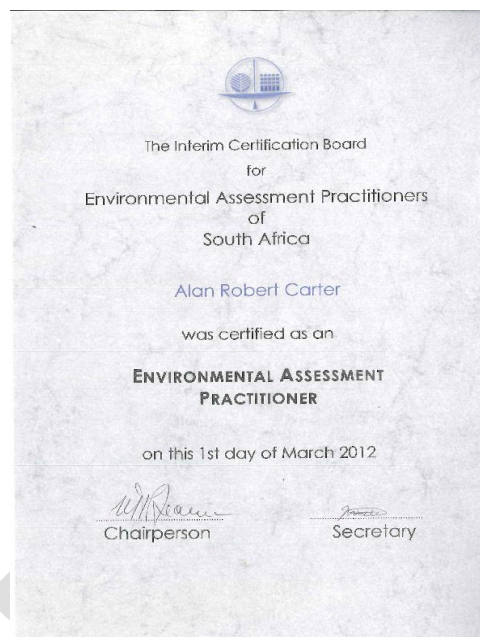 The Interim Certification Board
for
Environmental Assessment Practitioners
of
South Africa
Alan Robert Carter
was certified as an
ENVIRONMENTAL ASSESSMENT
PRACTITIONER
on this 1st day of March 2012
Chairperson
Secretary